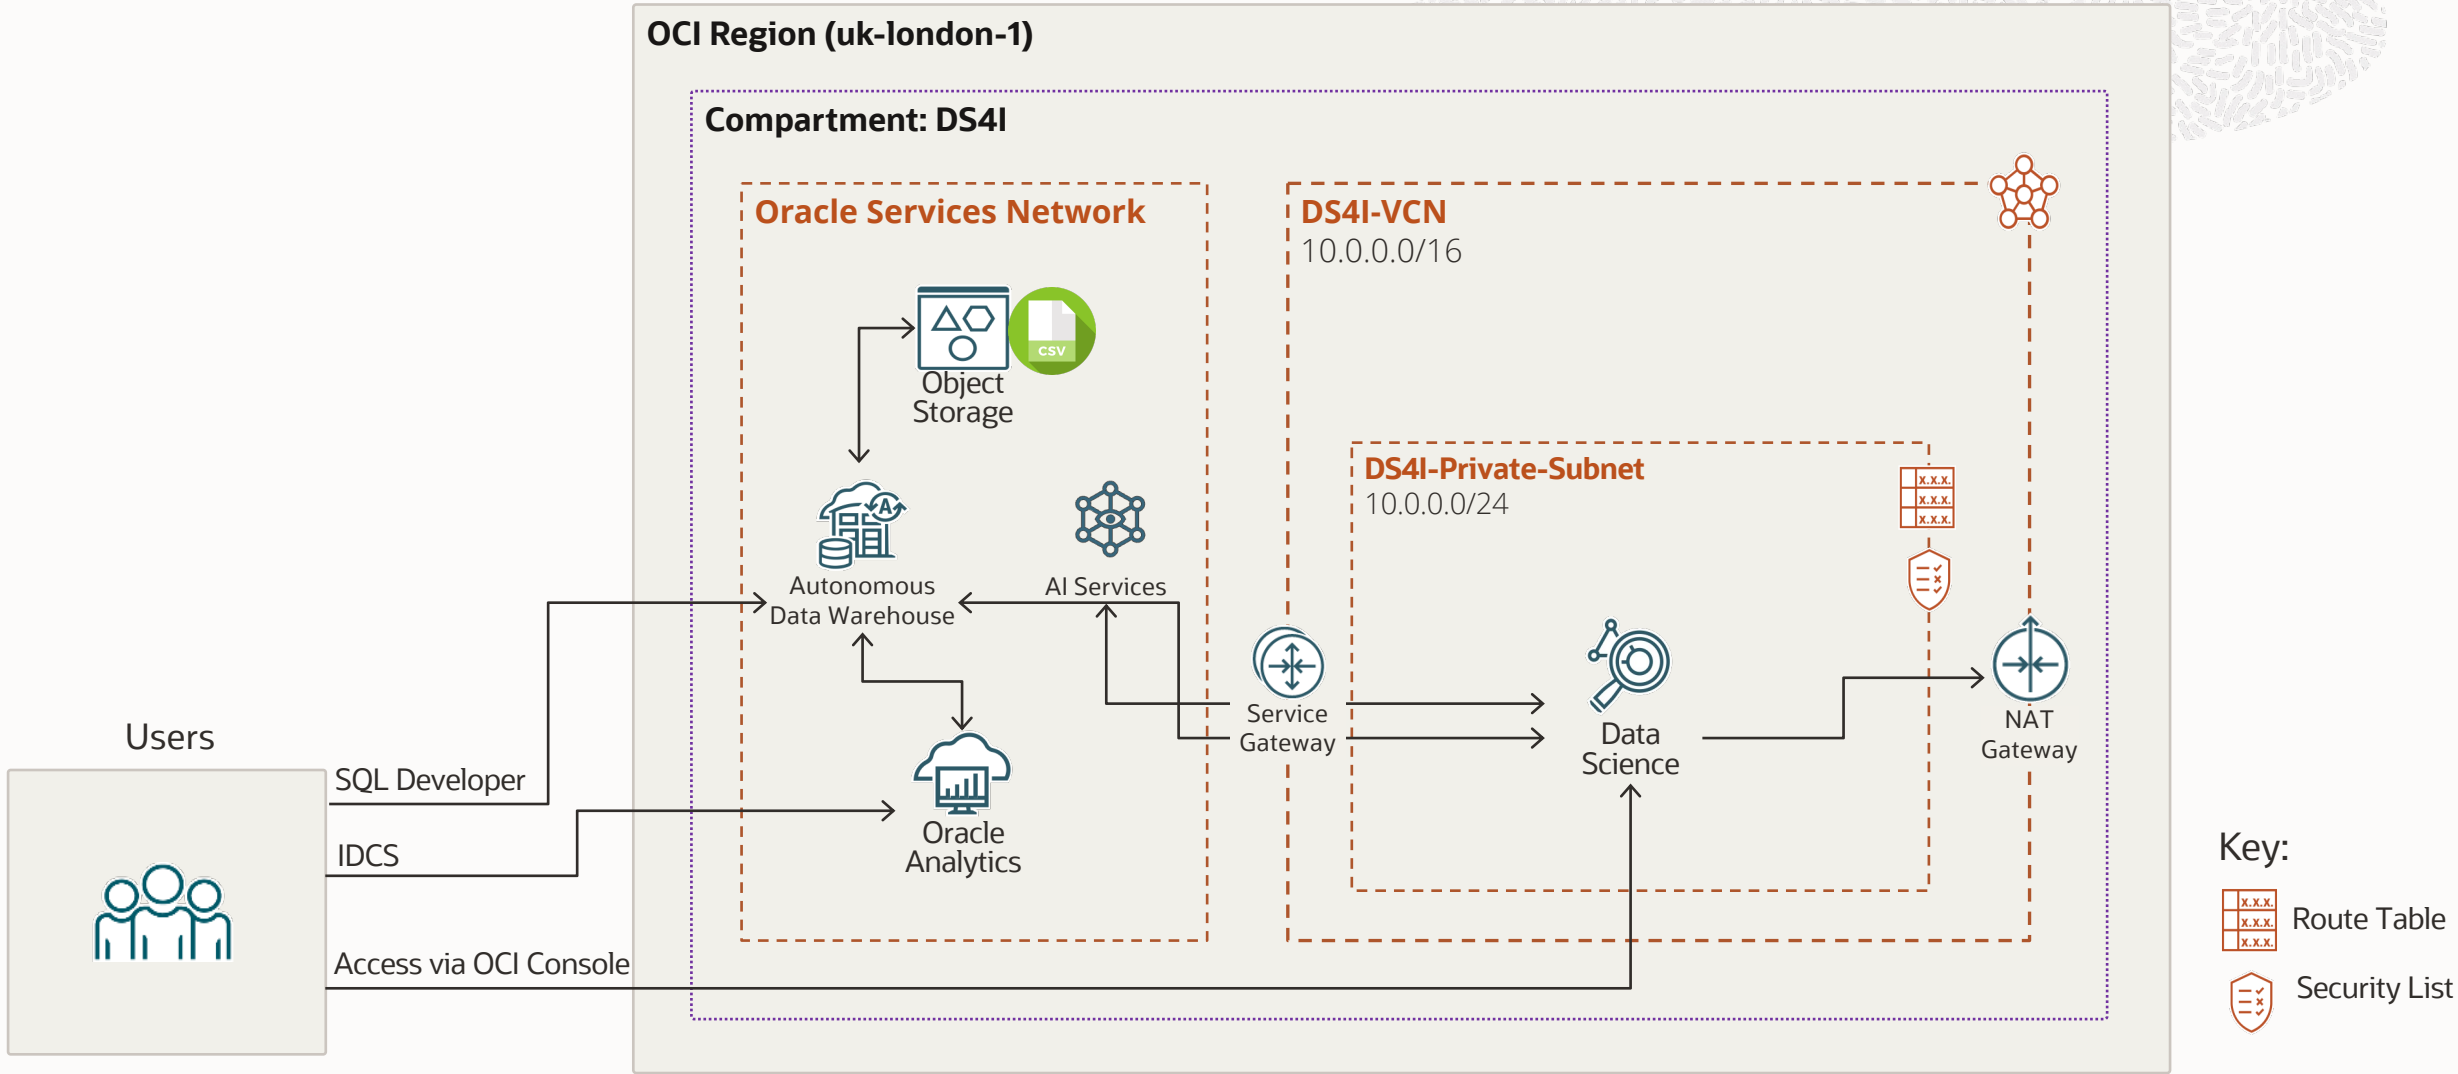 OCI Region (uk-london-1)
Compartment: DS4I
Oracle Services Network
DS4I-VCN
10.0.0.0/16
CSV
Object
Storage
DS4I-Private-Subnet
10.0.0.0/24
x.x.x.
x.x.x.
x.x.x.
A
Autonomous
Data Warehouse
AI Services
Service
Gateway
Data
Science
NAT
Gateway
Users
SQL Developer
IDCS
Oracle
Analytics
Access via OCI Console
Key:
x.x.x.
x.x.x.
x.x.x.
Route Table
Security List